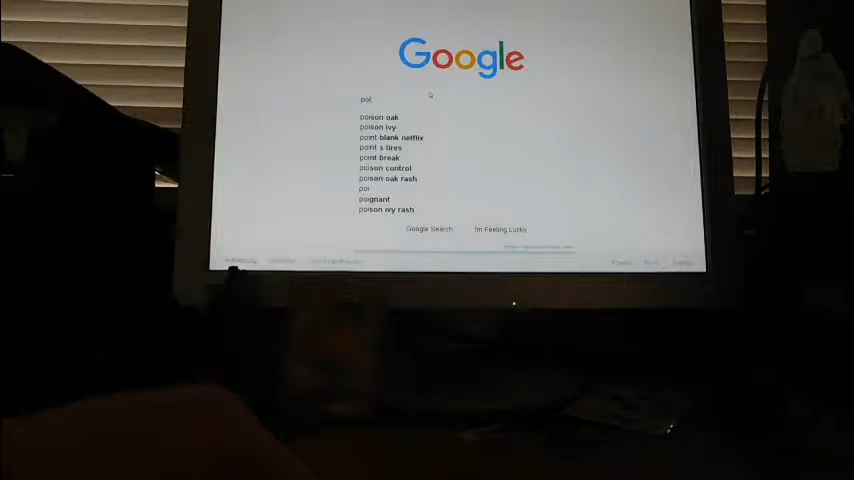 Google
poi
poison oak
poison ivy
point blank netflix
point s tires
point break
poison control
poison oak rash
poi
poignant
poison ivy rash
Google Search I'm Feeling Lucky
Advertising